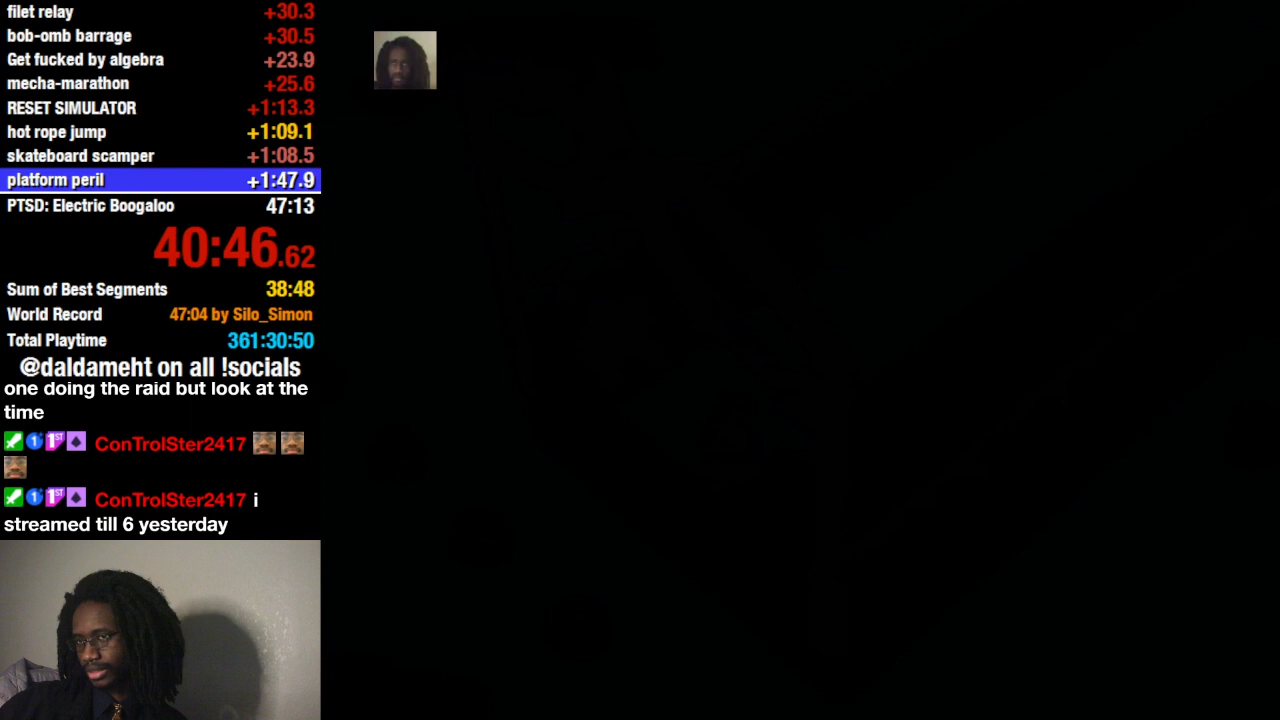 filet relay +30.3
bob-omb barrage +30.5
Get fucked by algebra +23.9
mecha-marathon +25.6
RESET SIMULATOR +1:13.3
hot rope jump +1:09.1
skateboard scamper +1:08.5
platform peril +1:47.9
PTSD: Electric Boogaloo 47:13
40:46.62
Sum of Best Segments 38:48
World Record 47:04 by Silo_Simon
Total Playtime 361:30:50
@daldameht on all !socials
one doing the raid but look at the
time
1 1ST ConTrolSter2417
1 1ST ConTrolSter2417 i
streamed till 6 yesterday